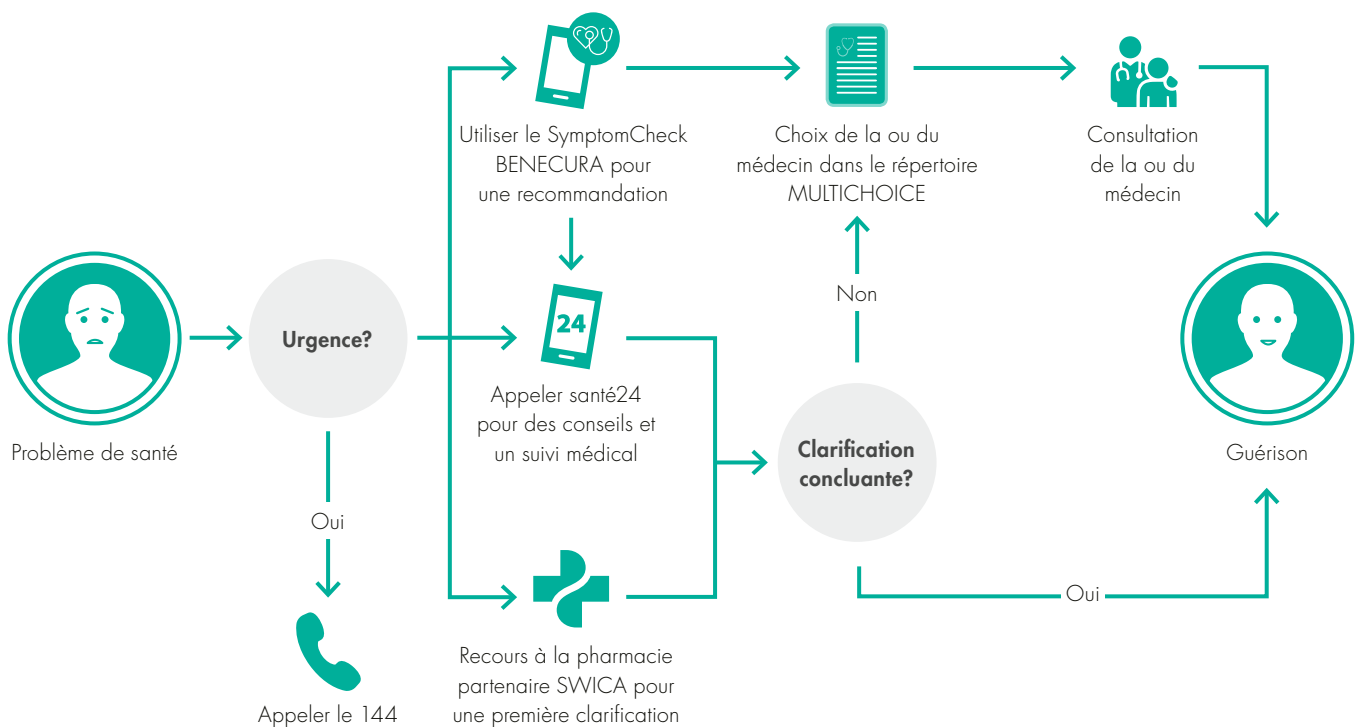 Utiliser le SymptomCheck
BENECURA pour
une recommandation
Choix de la ou du
médecin dans le répertoire
MULTICHOICE
Consultation
de la ou du
médecin
Problème de santé
Urgence?
Oui
Appeler le 144
24
Appeler santé24
pour des conseils et
un suivi médical
Recours à la pharmacie
partenaire SWICA pour
une première clarification
Non
Clarification
concluante?
Oui
Guérison